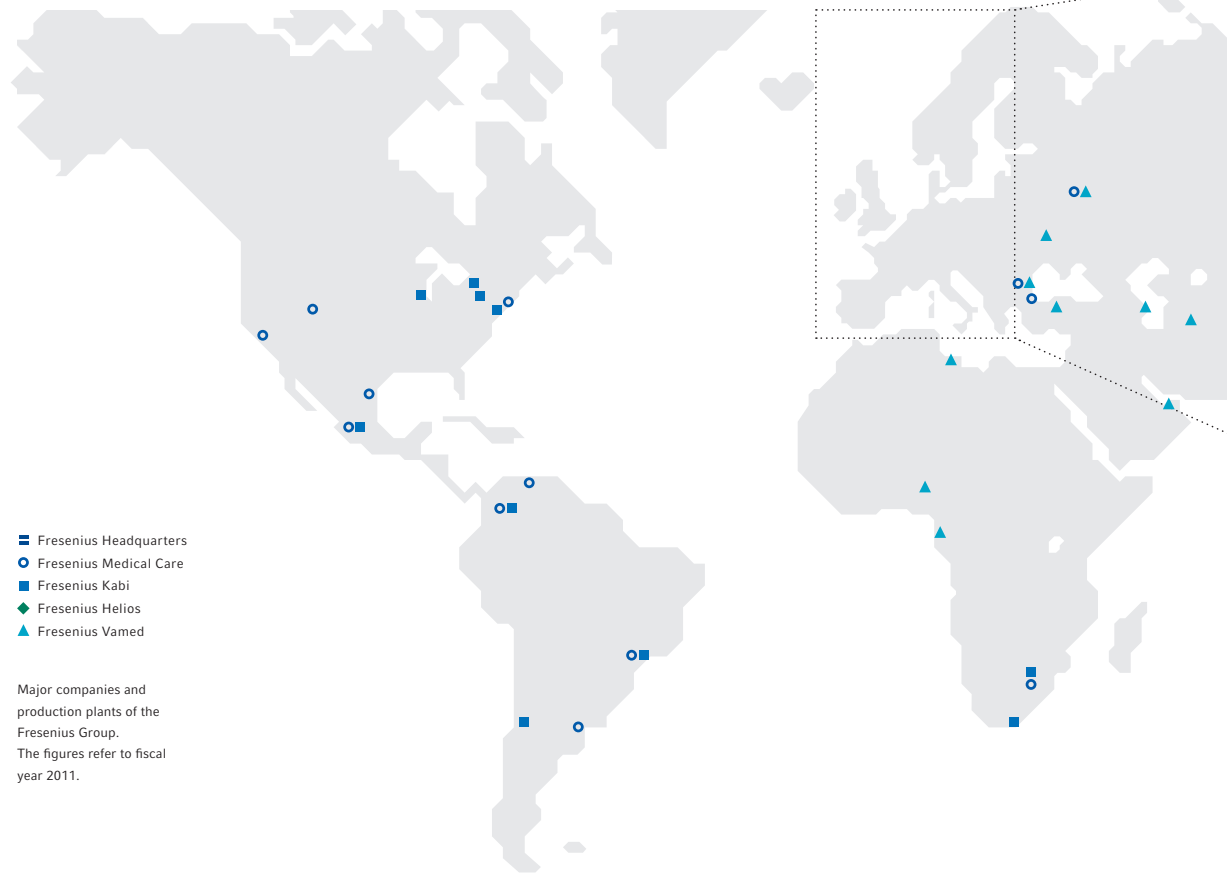 Fresenius Headquarters
Fresenius Medical Care
Fresenius Kabi
Fresenius Helios
Fresenius Vamed
Major companies and
production plants of the
Fresenius Group.
The figures refer to fiscal
year 2011.